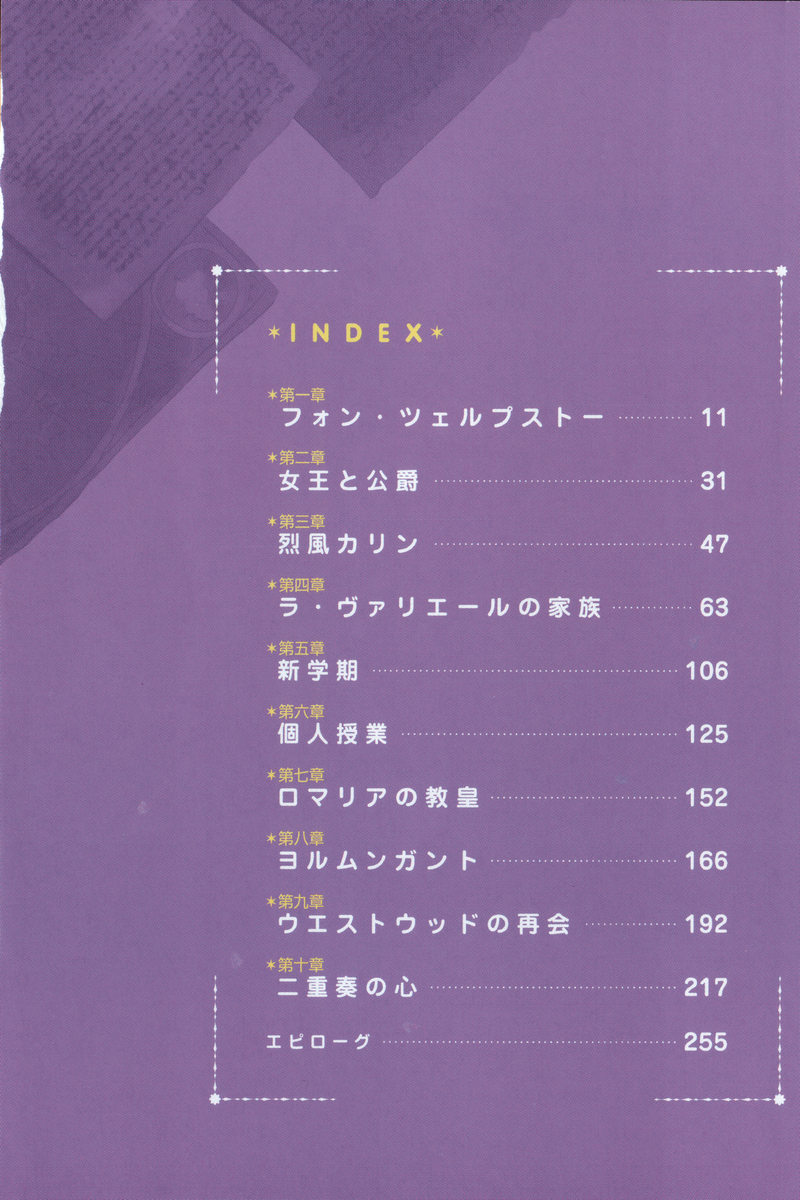 ✶INDEX✶
✶第一章
フォン・ツェルプストー ………… 11
✶第二章
女王と公爵 ………… 31
✶第三章
烈風カリン ………… 47
✶第四章
ラ・ヴァリエールの家族 ………… 63
✶第五章
新学期 ………… 106
✶第六章
個人授業 ………… 125
✶第七章
ロマリアの教皇 ………… 152
✶第八章
ヨルムンガント ………… 166
✶第九章
ウエストウッドの再会 ………… 192
✶第十章
二重奏の心 ………… 217
エピローグ ………… 255